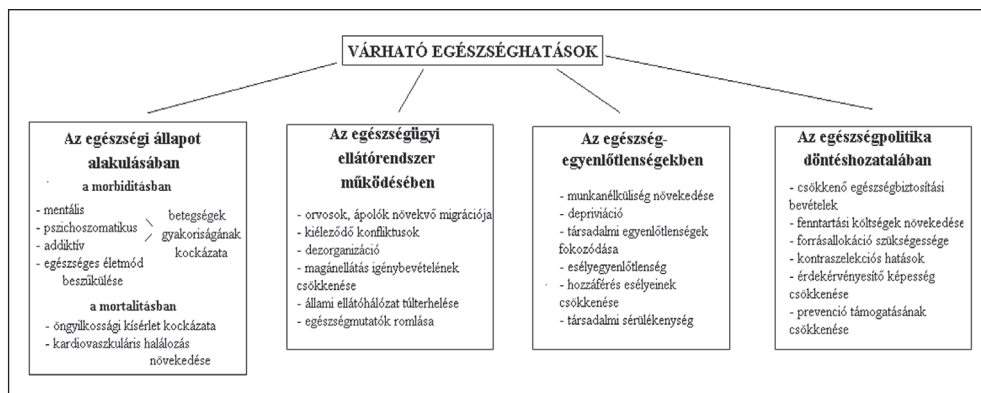 VÁRHATÓ EGÉSZSÉGHATÁSOK
Az egészségi állapot
alakulásában
a morbiditásban
- mentális
- pszichoszomatikus
- addiktív
- egészséges életmód
beszűkülése
betegségek
gyakoriságának
kockázata
a mortalitásban
- öngyilkossági kísérlet kockázata
- kardiovaszkuláris halálozás
növekedése
Az egészségügyi
ellátórendszer
működésében
- orvosok, ápolók növekvő migrációja
- kiéleződő konfliktusok
- dezorganizáció
- magánellátás igénybevételének
csökkenése
- állami ellátóhálózat túlterhelése
- egészségmutatók romlása
Az egészség-
egyenlőtlenségekben
- munkanélküliség növekedése
- depriváció
- társadalmi egyenlőtlenségek
fokozódása
- esélyegyenlőtlenség
- hozzáférés esélyeinek
csökkenése
- társadalmi sérülékenység
Az egészségpolitika
döntéshozatalában
- csökkenő egészségbiztosítási
bevételek
- fenntartási költségek növekedése
- forrásallokáció szükségessége
- kontraszelekciós hatások
- érdekérvényesítő képesség
csökkenése
- prevenció támogatásának
csökkenése